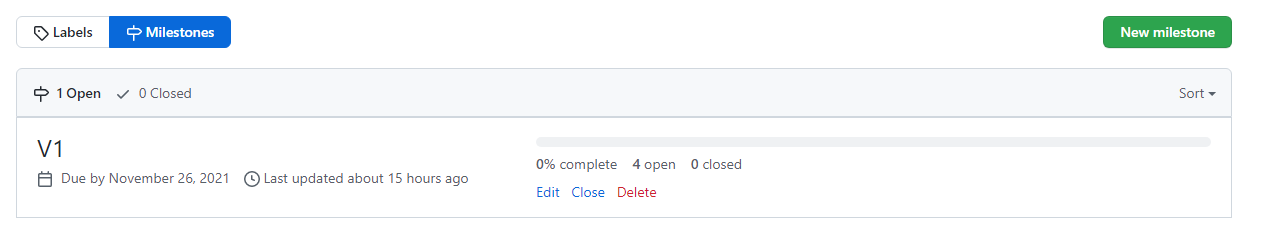 Labels Milestones New milestone
1 Open 0 Closed Sort
V1
Due by November 26, 2021 Last updated about 15 hours ago
0% complete 4 open 0 closed
Edit Close Delete